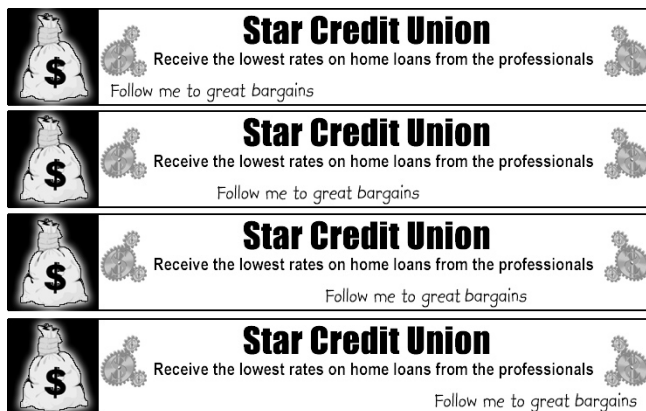 Star Credit Union
Receive the lowest rates on home loans from the professionals
$
Follow me to great bargains
Star Credit Union
Receive the lowest rates on home loans from the professionals
$
Follow me to great bargains
Star Credit Union
Receive the lowest rates on home loans from the professionals
$
Follow me to great bargains
Star Credit Union
Receive the lowest rates on home loans from the professionals
$
Follow me to great bargains